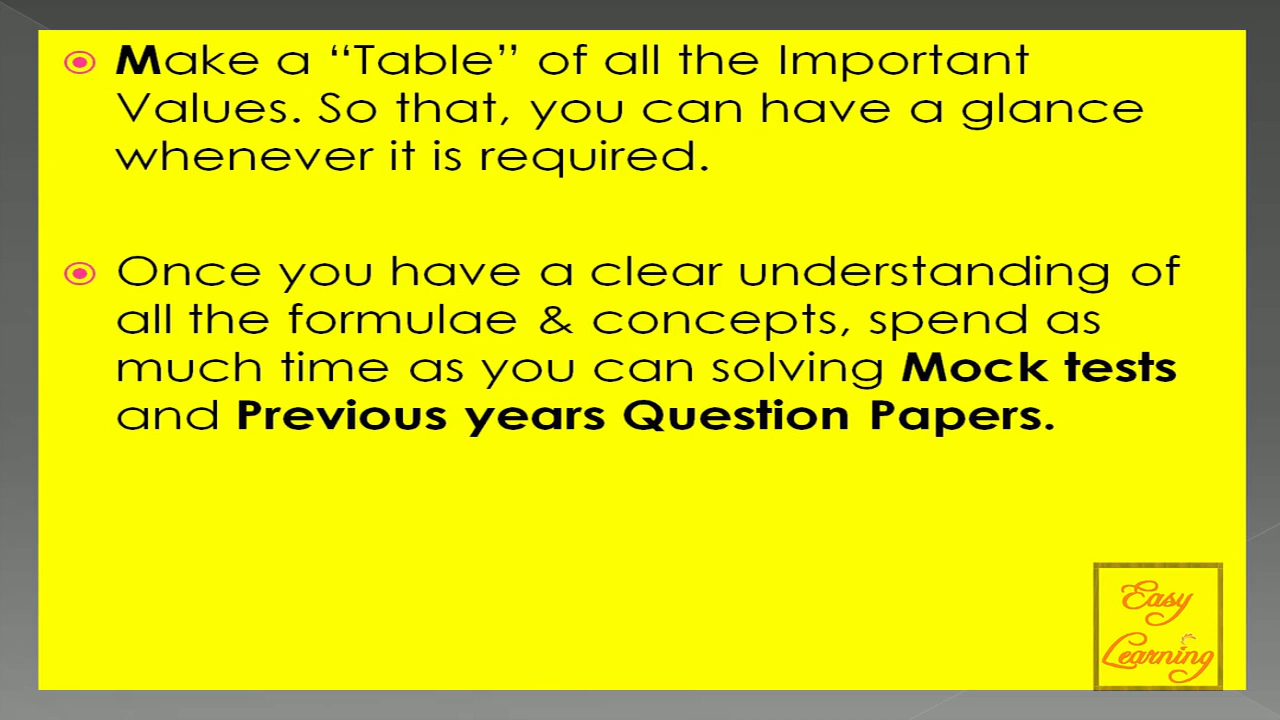 Make a “Table” of all the Important
Values. So that, you can have a glance
whenever it is required.
Once you have a clear understanding of
all the formulae & concepts, spend as
much time as you can solving Mock tests
and Previous years Question Papers.
Easy
Learning